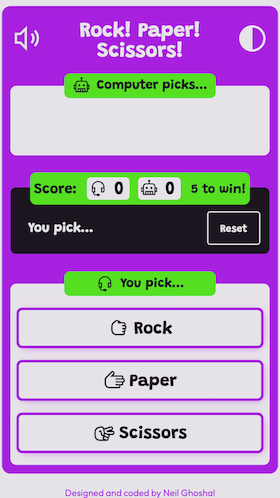 Rock! Paper!
Scissors!
Computer picks...
Score: 0 0 5 to win!
You pick... Reset
You pick...
Rock
Paper
Scissors
Designed and coded by Neil Ghoshal